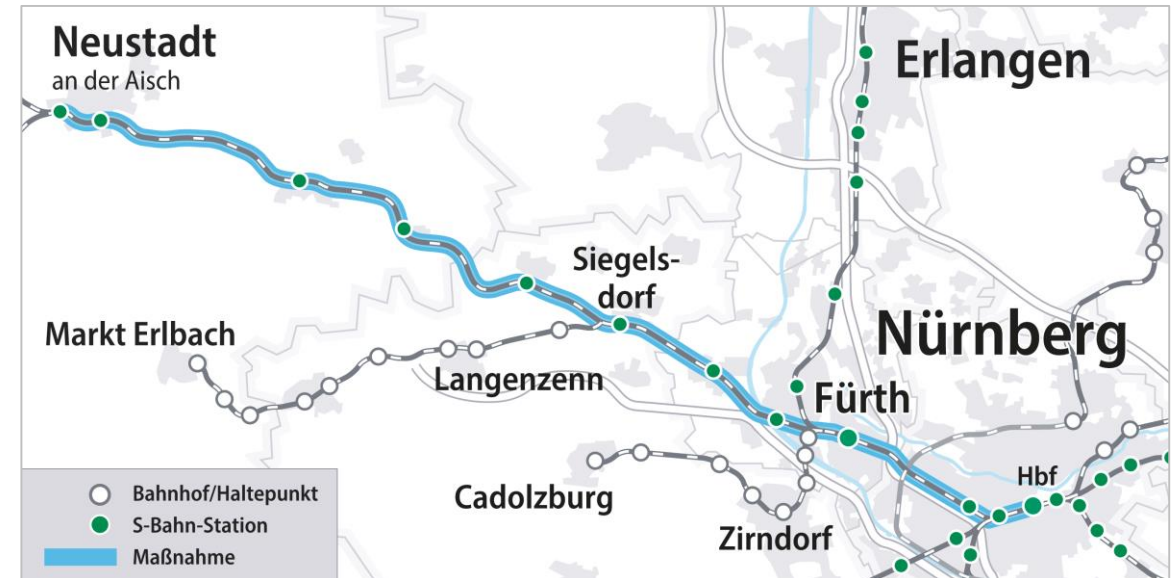 Neustadt
an der Aisch
Erlangen
Siegels-
dorf
Markt Erlbach
Nürnberg
Langenzenn
Fürth
Hbf
Cadolzburg
Zirndorf
Bahnhof/Haltepunkt
S-Bahn-Station
Maßnahme